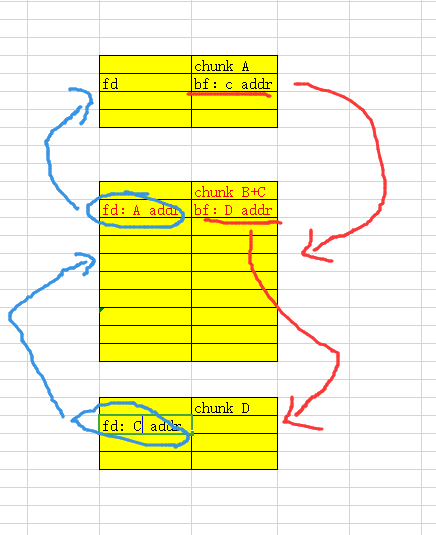 chunk A
fd bf: c addr
chunk B+C
fd: A addr bf: D addr
chunk D
fd: C addr